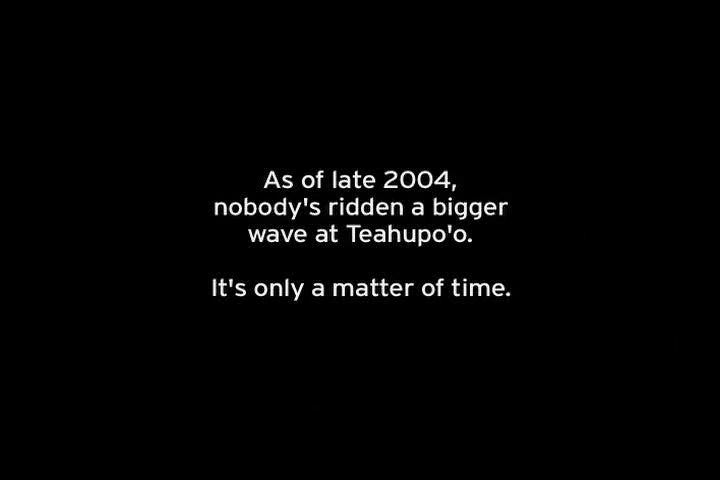 As of late 2004,
nobody's ridden a bigger
wave at Teahupo'o.
It's only a matter of time.